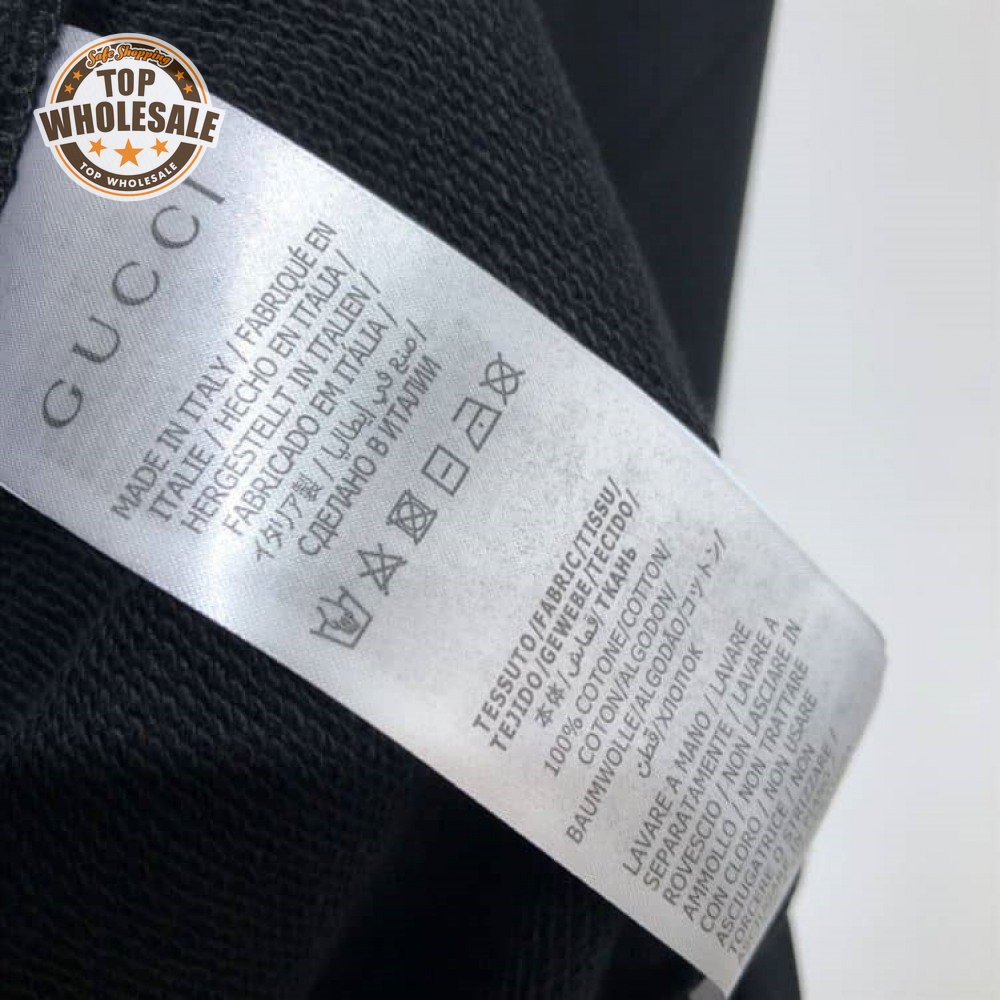 Safe Shopping
TOP
WHOLESALE
TOP WHOLESALE
GUCCI
MADE IN ITALY / FABRIQUÉ EN
ITALIE / HECHO EN ITALIA /
HERGESTELLT IN ITALIEN /
FABRICADO EM ITÁLIA /
イタリア製 / صنع في إيطاليا /
СДЕЛАНО В ИТАЛИИ
TESSUTO/FABRIC/TISSU/
TEJIDO/GEWEBE/TECIDO/
本体/قماش/ТКАНЬ
100% COTONE/COTTON/
COTON/ALGODON/
BAUMWOLLE/ALGODÃO/コットン/
قطن/ХЛОПОК
LAVARE A MANO / LAVARE
SEPARATAMENTE / LAVARE A
ROVESCIO / NON LASCIARE IN
AMMOLLO / NON TRATTARE
CON CLORO / NON USARE
ASCIUGATRICE / NON
TORCERE O STRIZZARE /